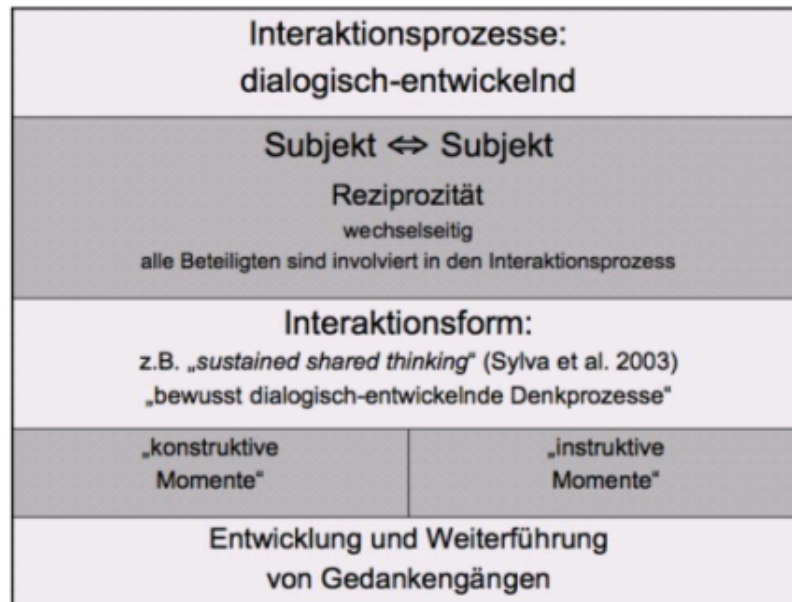 Interaktionsprozesse:
dialogisch-entwickelnd
Subjekt ⇔ Subjekt
Reziprozität
wechselseitig
alle Beteiligten sind involviert in den Interaktionsprozess
Interaktionsform:
z.B. „sustained shared thinking“ (Sylva et al. 2003)
„bewusst dialogisch-entwickelnde Denkprozesse“
„konstruktive
Momente“
„instruktive
Momente“
Entwicklung und Weiterführung
von Gedankengängen